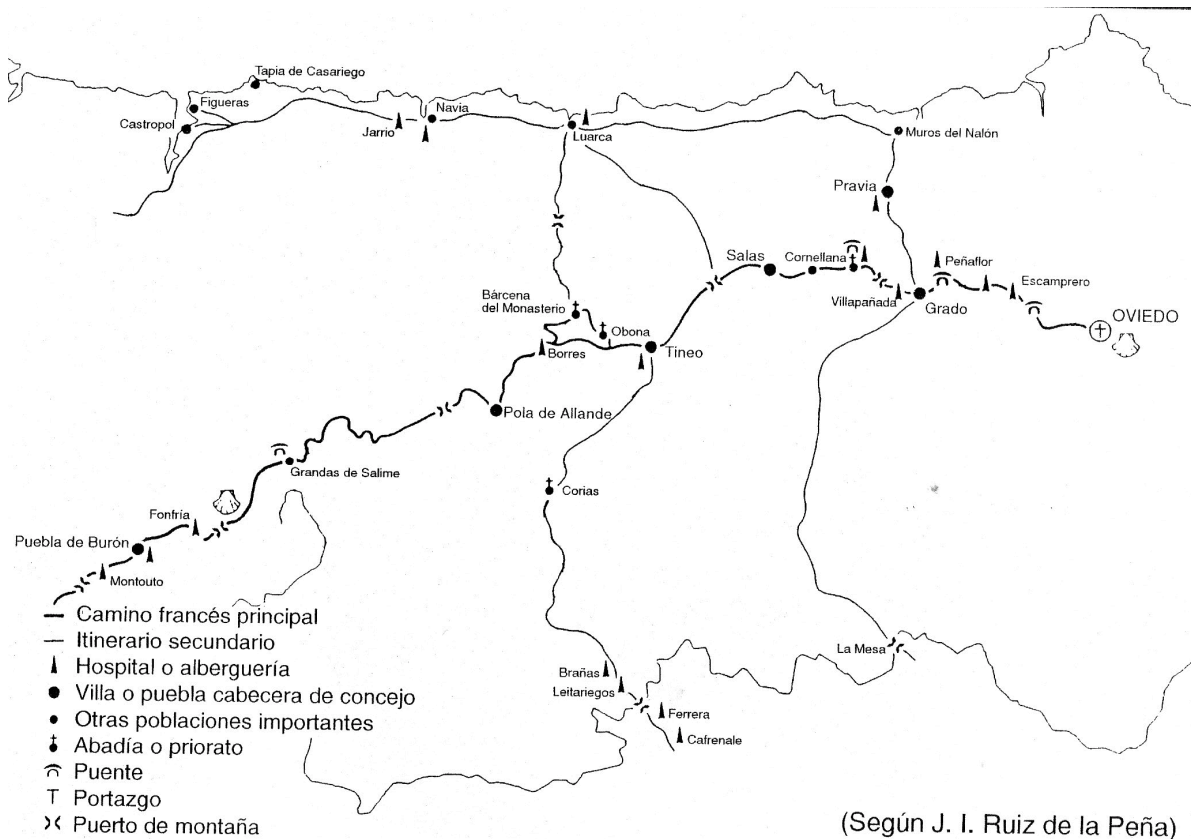 Tapia de Casariego
Figueras
Castropol
Jarrio
Navia
Luarca
Muros del Nalón
Pravia
Salas
Cornellana
Peñaflor
Escamprero
Villapañada
Grado
OVIEDO
Bárcena
del Monasterio
Obona
Borres
Tineo
Pola de Allande
Grandas de Salime
Corias
Fonfría
Puebla de Burón
Montouto
La Mesa
Brañas
Leitariegos
Ferrera
Cafrenale
Camino francés principal
Itinerario secundario
Hospital o alberguería
Villa o puebla cabecera de concejo
Otras poblaciones importantes
Abadía o priorato
Puente
T Portazgo
Puerto de montaña
(Según J. I. Ruiz de la Peña)